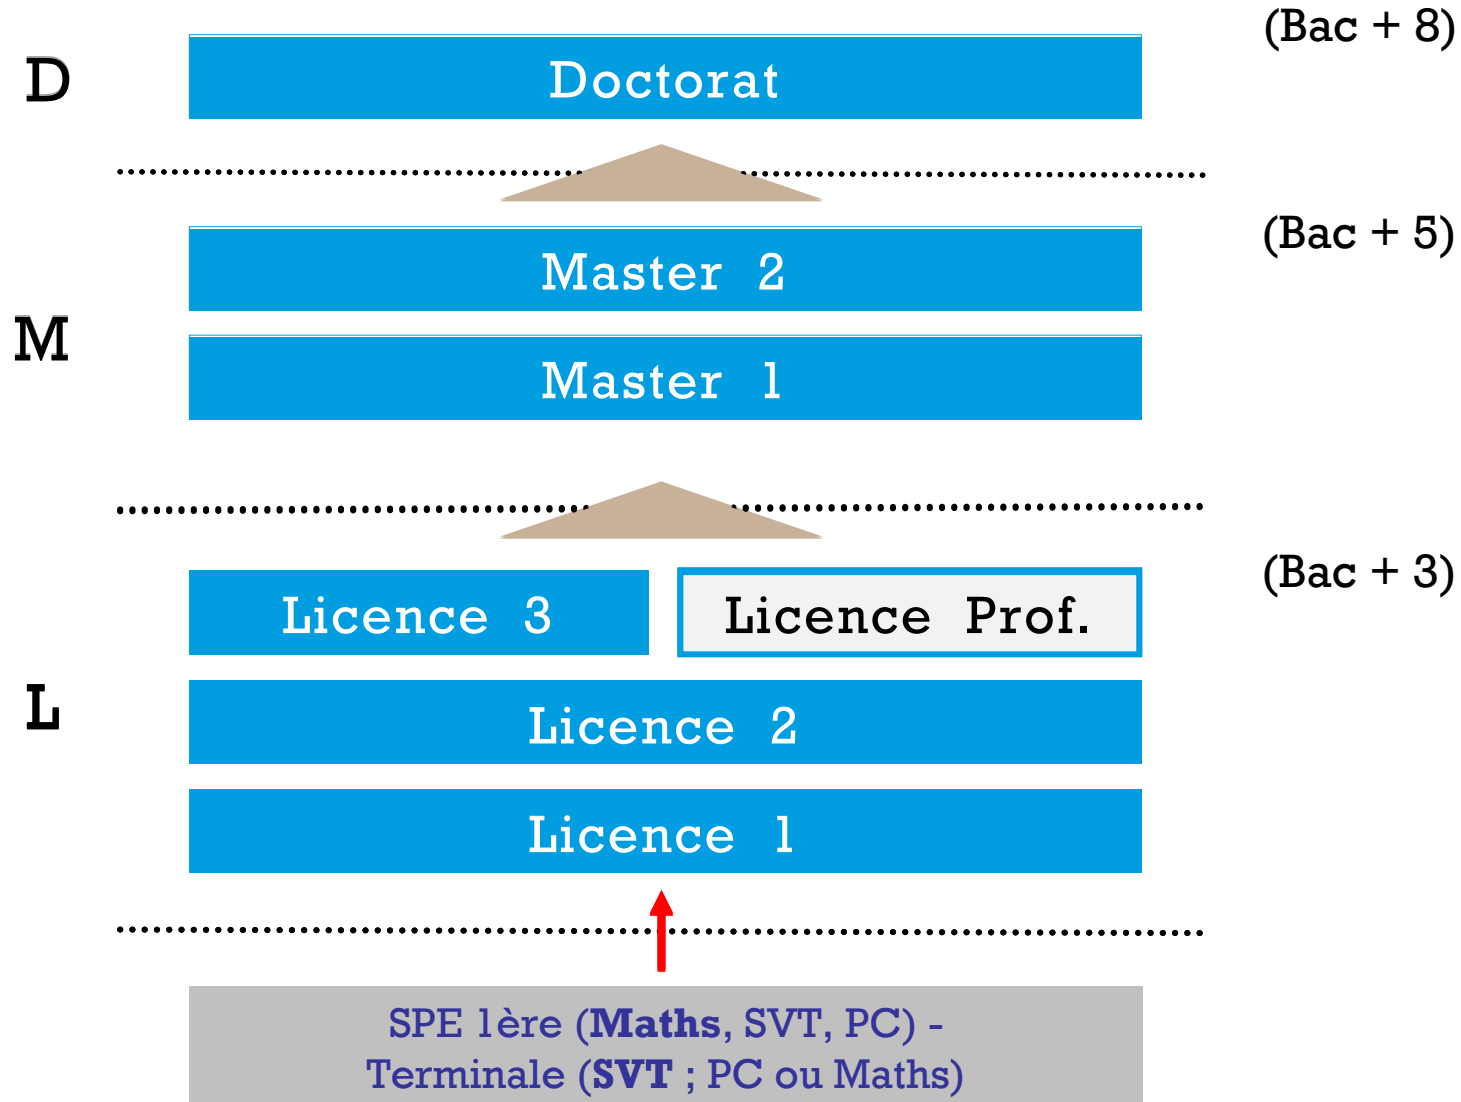 (Bac + 8)
D
Doctorat
(Bac + 5)
Master 2
M
Master 1
(Bac + 3)
Licence 3
Licence Prof.
L
Licence 2
Licence 1
SPE 1ère (Maths, SVT, PC) -
Terminale (SVT ; PC ou Maths)